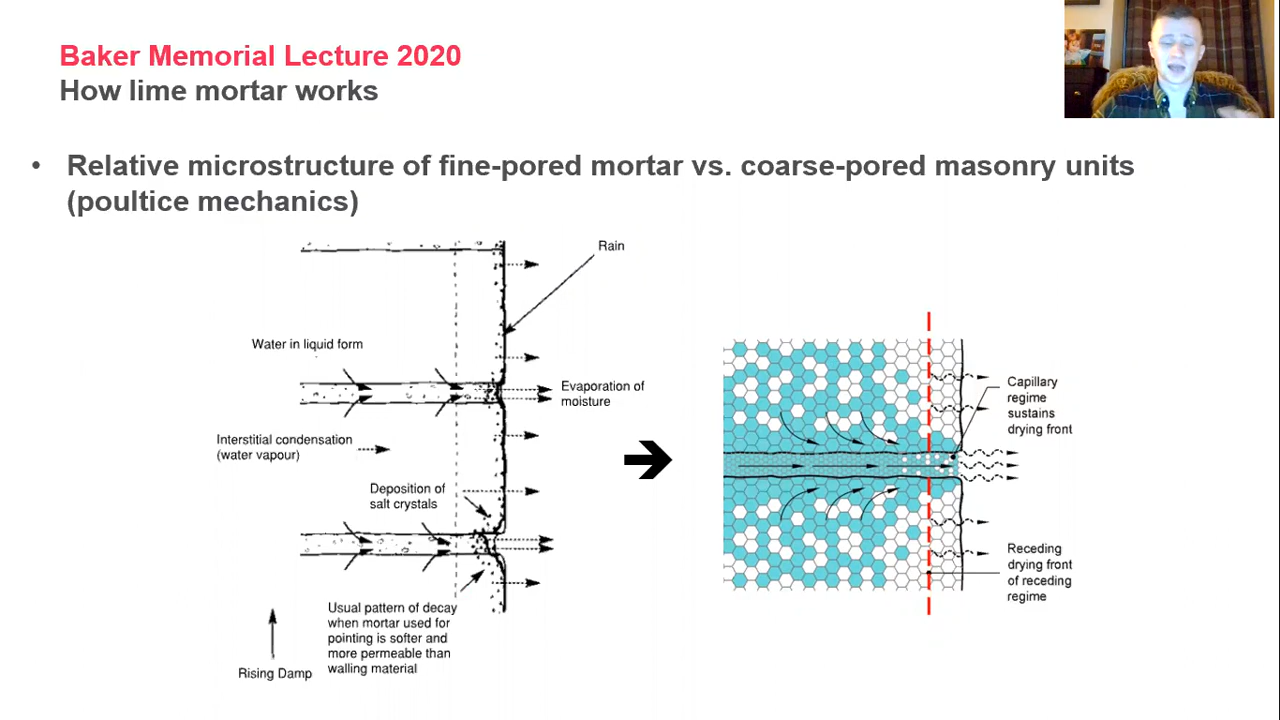 Baker Memorial Lecture 2020
How lime mortar works
• Relative microstructure of fine-pored mortar vs. coarse-pored masonry units
(poultice mechanics)
Rain
Water in liquid form
Evaporation of
moisture
Interstitial condensation
(water vapour)
Deposition of
salt crystals
Usual pattern of decay
when mortar used for
pointing is softer and
more permeable than
walling material
Rising Damp
Capillary
regime
sustains
drying front
Receding
drying front
of receding
regime